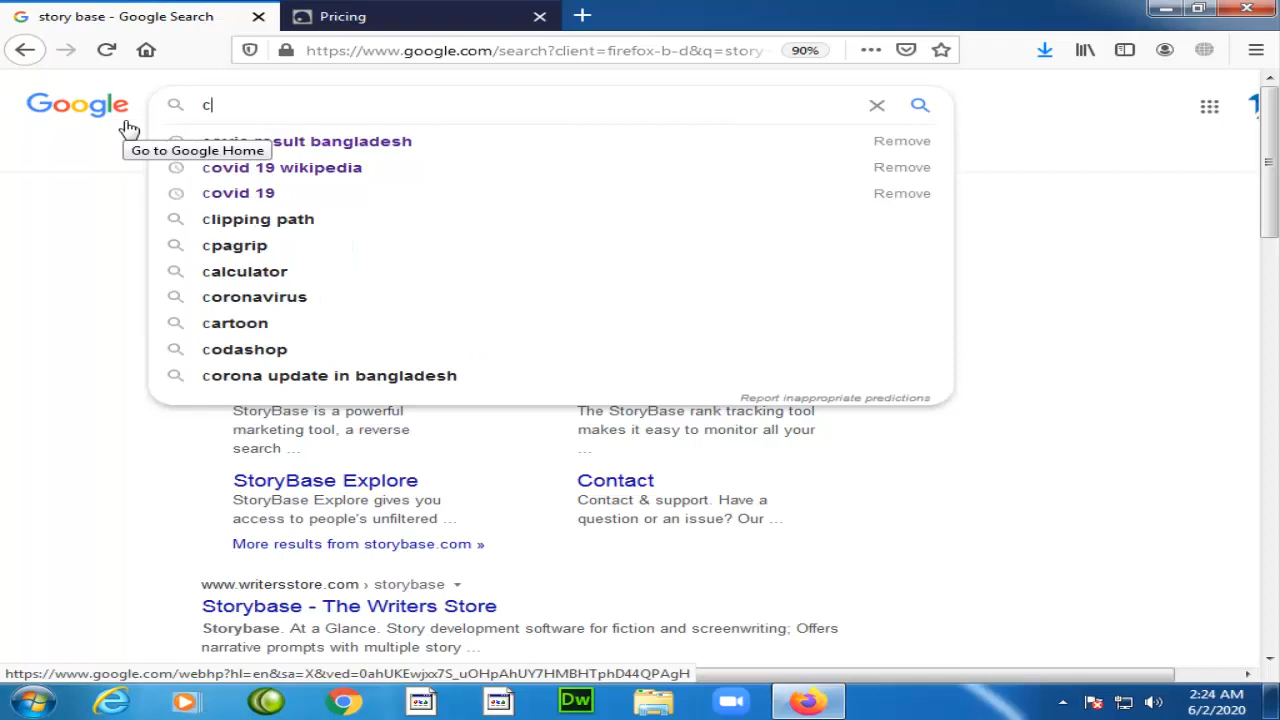 story base - Google Search
Pricing
https://www.google.com/search?client=firefox-b-d&q=story
90%
Google
c
Go to Google Home
sult bangladesh Remove
covid 19 wikipedia Remove
covid 19 Remove
clipping path
cpagrip
calculator
coronavirus
cartoon
codashop
corona update in bangladesh
Report inappropriate predictions
StoryBase is a powerful
marketing tool, a reverse
search ...
The StoryBase rank tracking tool
makes it easy to monitor all your
...
StoryBase Explore
StoryBase Explore gives you
access to people's unfiltered ...
Contact
Contact & support. Have a
question or an issue? Our ...
More results from storybase.com »
www.writersstore.com › storybase
Storybase - The Writers Store
Storybase. At a Glance. Story development software for fiction and screenwriting; Offers
narrative prompts with multiple story ...
https://www.google.com/webhp?hl=en&sa=X&ved=0ahUKEwjxx7S_uOHpAhUY7HMBHTphD44QPAgH
Dw
2:24 AM
6/2/2020